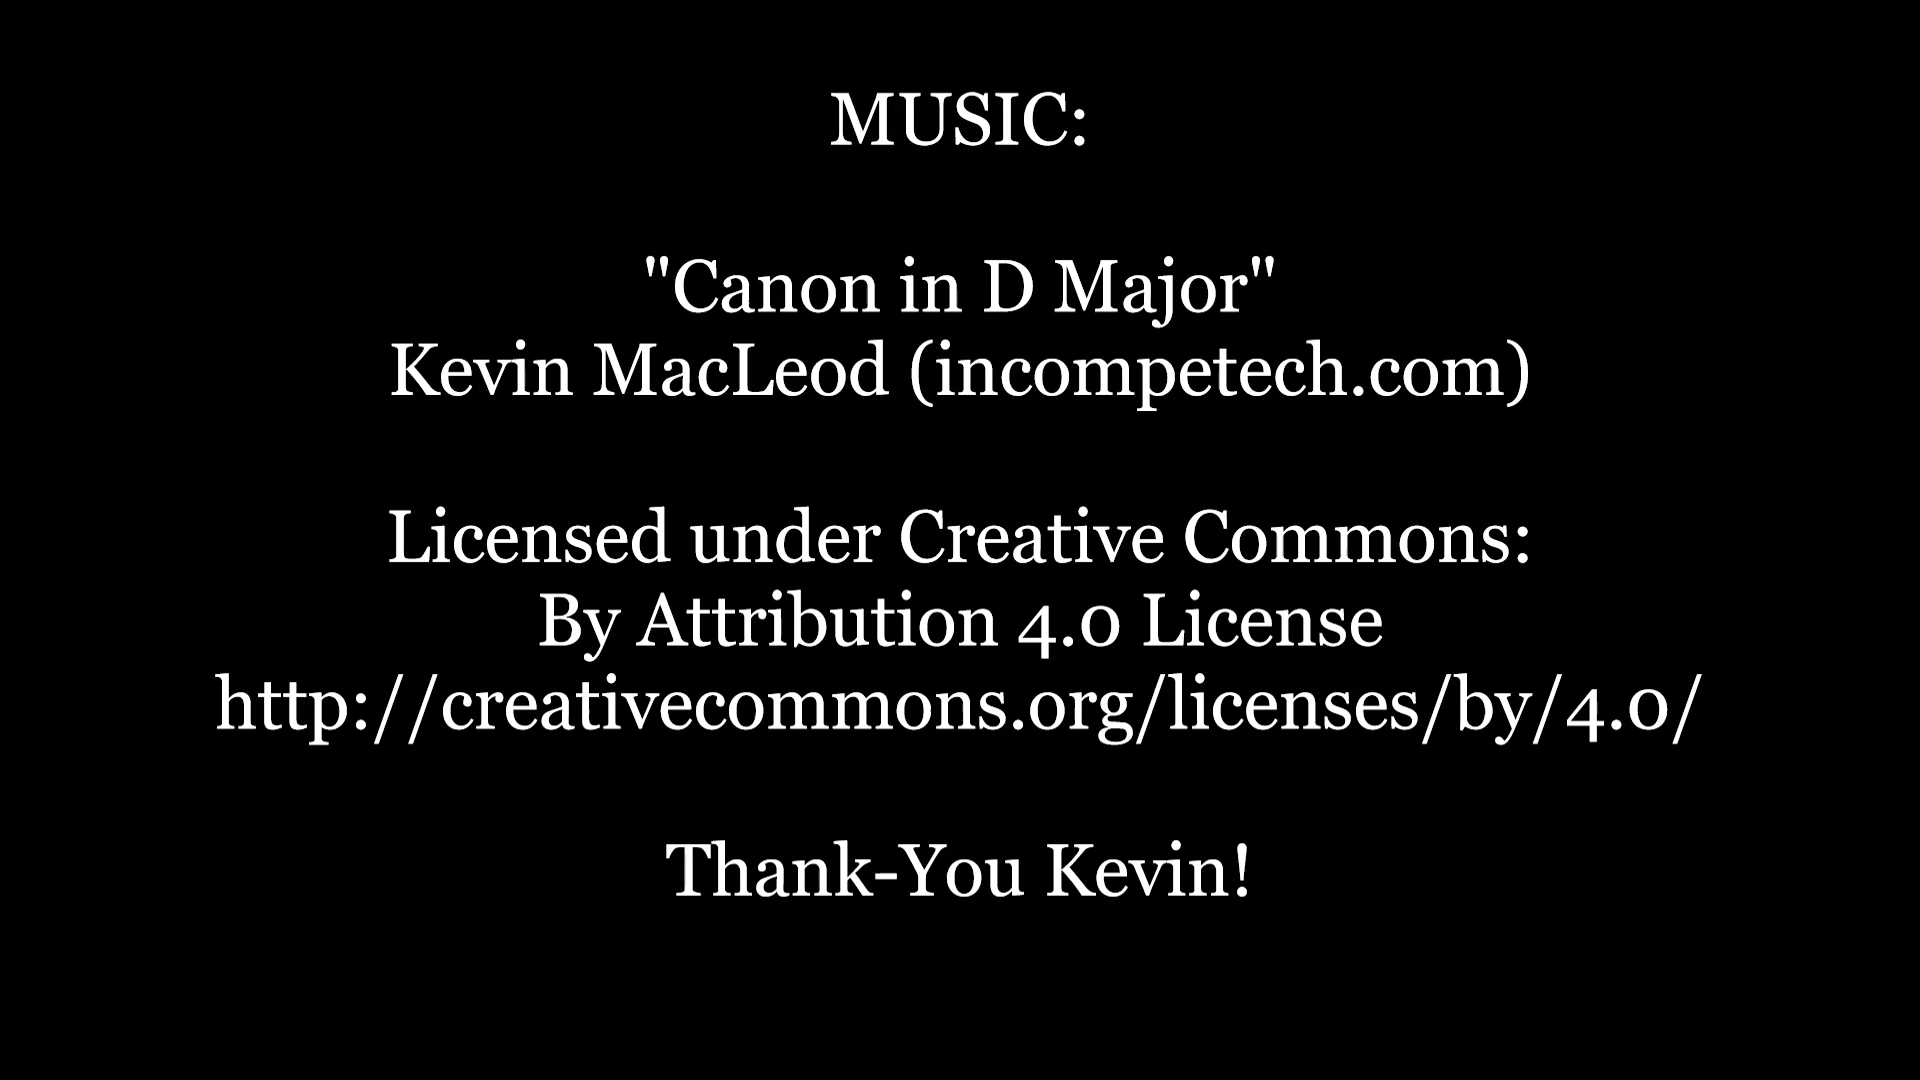 MUSIC:
"Canon in D Major"
Kevin MacLeod (incompetech.com)
Licensed under Creative Commons:
By Attribution 4.0 License
http://creativecommons.org/licenses/by/4.0/
Thank-You Kevin!